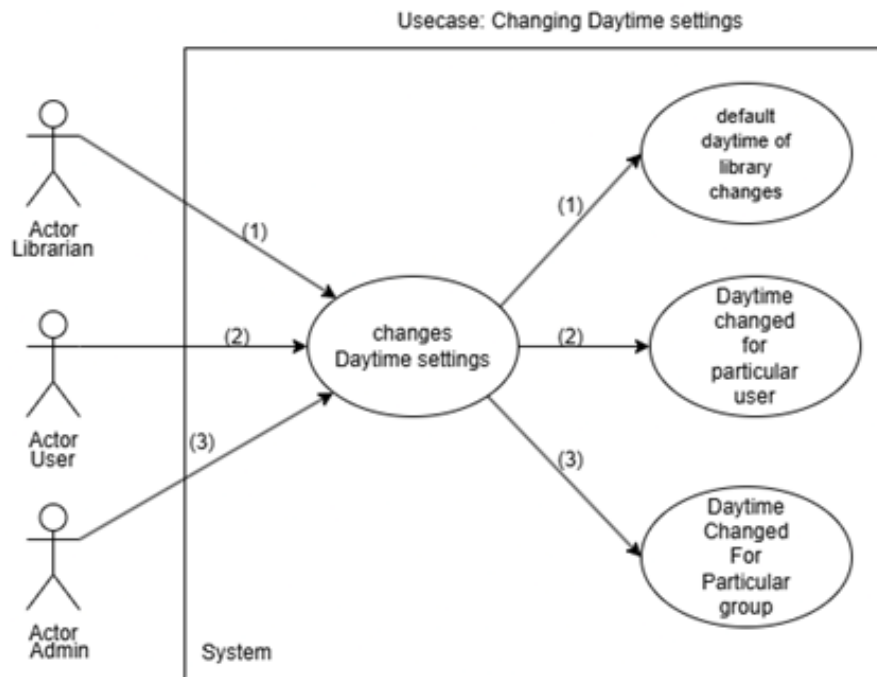 Usecase: Changing Daytime settings
Actor
Librarian
(1)
(1)
default
daytime of
library
changes
Actor
User
(2)
changes
Daytime settings
(2)
Daytime
changed
for
particular
user
Actor
Admin
(3)
(3)
Daytime
Changed
For
Particular
group
System